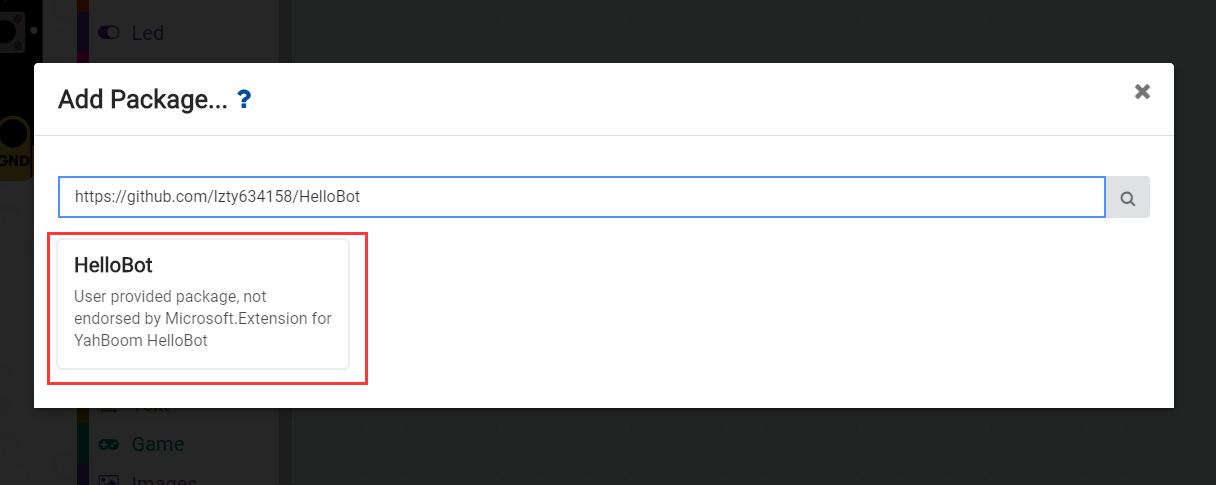 Led
Add Package... ?
GND
https://github.com/lzty634158/HelloBot
HelloBot
User provided package, not
endorsed by Microsoft.Extension for
YahBoom HelloBot
Text
Game
Images